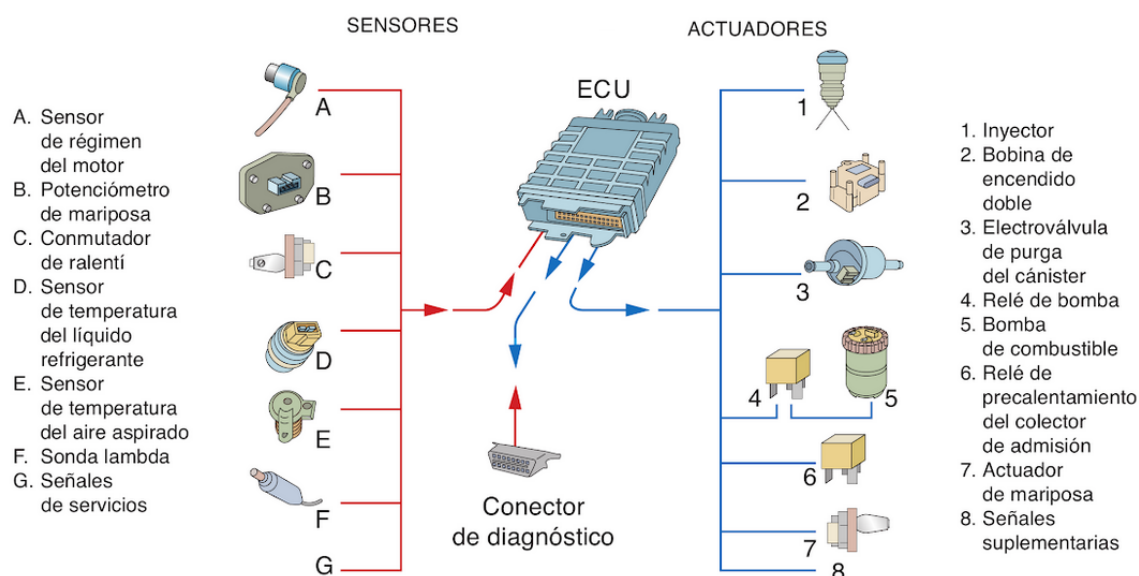 SENSORES
ACTUADORES
ECU
A. Sensor
de régimen
del motor
B. Potenciómetro
de mariposa
C. Conmutador
de ralentí
D. Sensor
de temperatura
del líquido
refrigerante
E. Sensor
de temperatura
del aire aspirado
F. Sonda lambda
G. Señales
de servicios
A
B
C
D
E
F
G
Conector
de diagnóstico
1
2
3
4
5
6
7
8
1. Inyector
2. Bobina de
encendido
doble
3. Electroválvula
de purga
del cánister
4. Relé de bomba
5. Bomba
de combustible
6. Relé de
precalentamiento
del colector
de admisión
7. Actuador
de mariposa
8. Señales
suplementarias